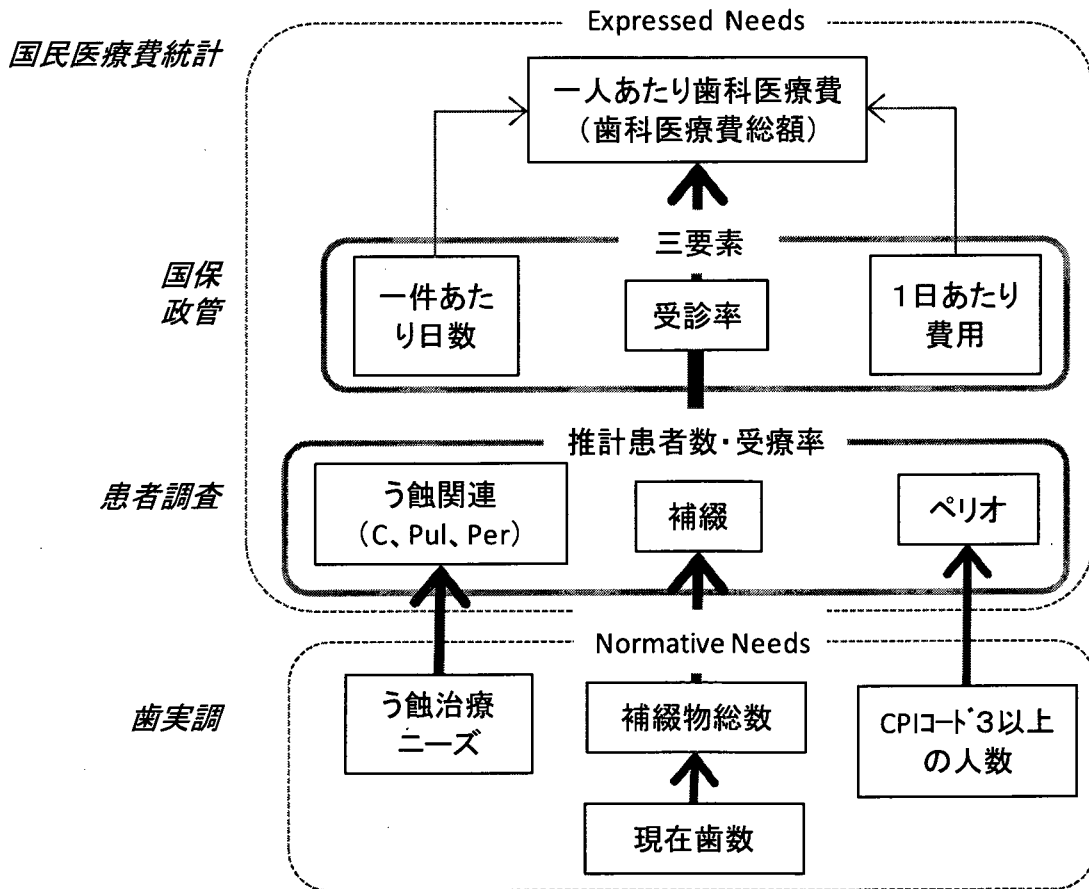 Expressed Needs
国民医療費統計
一人あたり歯科医療費
（歯科医療費総額）
三要素
国保
政管
一件あた
り日数
受診率
１日あたり
費用
推計患者数・受療率
患者調査
う蝕関連
（C、Pul、Per）
補綴
ペリオ
Normative Needs
歯実調
う蝕治療
ニーズ
補綴物総数
CPIｺｰﾄﾞ３以上
の人数
現在歯数